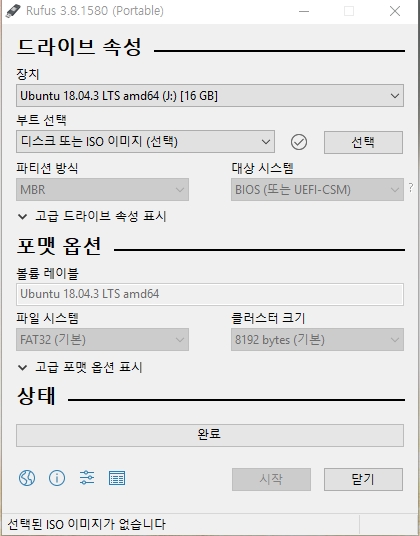 Rufus 3.8.1580 (Portable)
드라이브 속성
장치
Ubuntu 18.04.3 LTS amd64 (J:) [16 GB]
부트 선택
디스크 또는 ISO 이미지 (선택)
선택
파티션 방식
대상 시스템
MBR
BIOS (또는 UEFI-CSM)
?
고급 드라이브 속성 표시
포맷 옵션
볼륨 레이블
Ubuntu 18.04.3 LTS amd64
파일 시스템
클러스터 크기
FAT32 (기본)
8192 bytes (기본)
고급 포맷 옵션 표시
상태
완료
시작
닫기
선택된 ISO 이미지가 없습니다